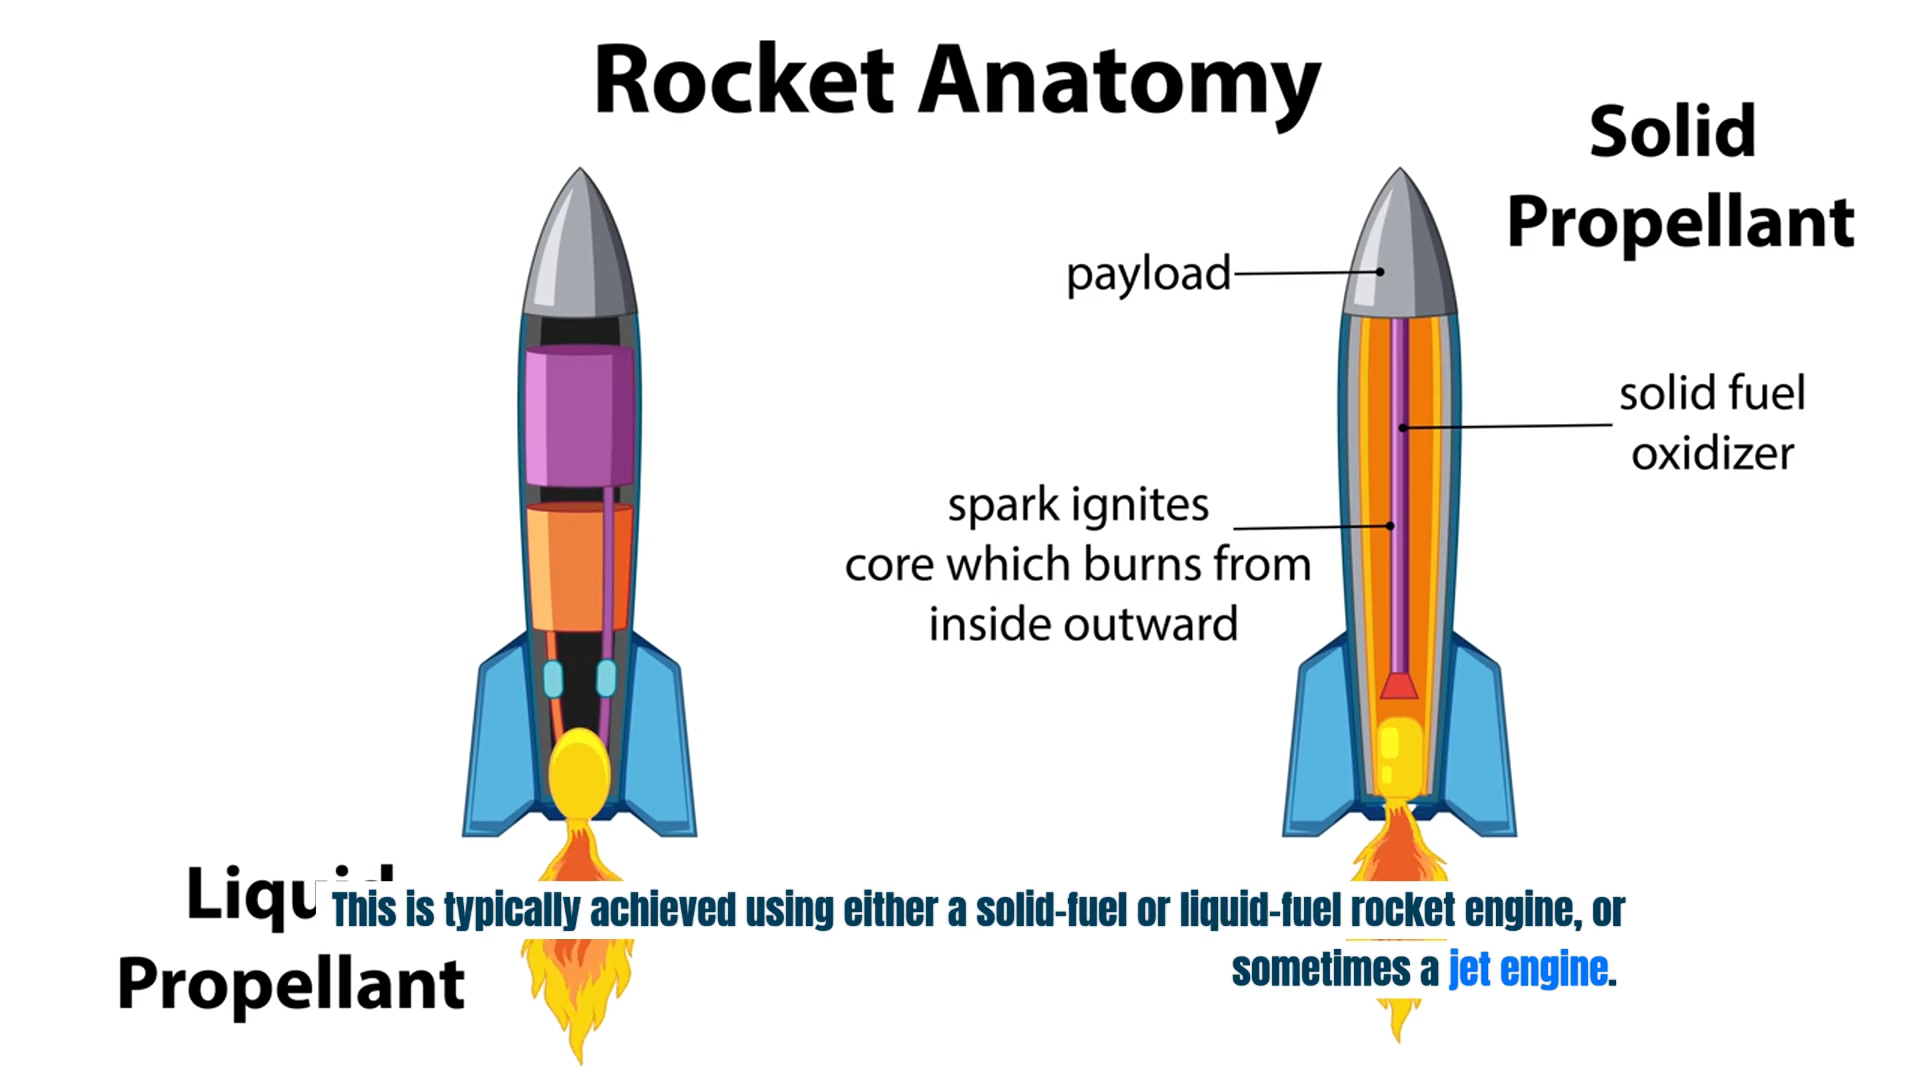 Rocket Anatomy
Solid
Propellant
payload
solid fuel
oxidizer
spark ignites
core which burns from
inside outward
Liquid
Propellant
This is typically achieved using either a solid-fuel or liquid-fuel rocket engine, or
sometimes a jet engine.